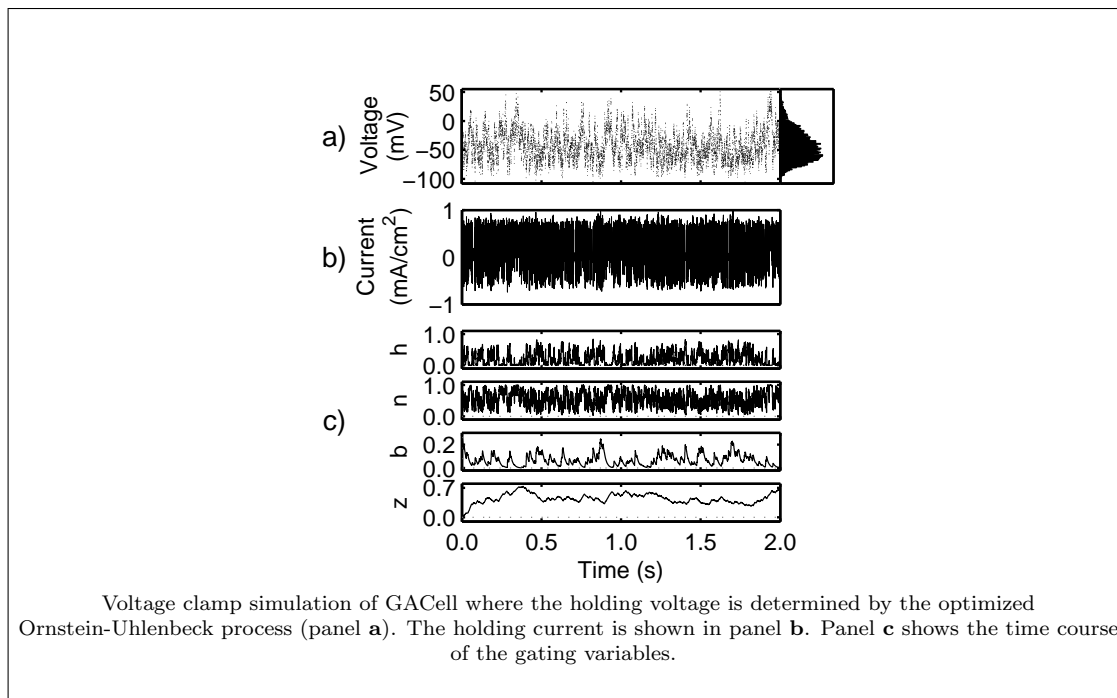 a)
Voltage
(mV)
50
0
−50
−100
b)
Current
(mA/cm2)
1
0
−1
c)
h
1.0
0.0
n
1.0
0.0
b
0.2
0.0
z
0.7
0.0
0.0 0.5 1.0 1.5 2.0
Time (s)
Voltage clamp simulation of GACell where the holding voltage is determined by the optimized
Ornstein-Uhlenbeck process (panel a). The holding current is shown in panel b. Panel c shows the time course
of the gating variables.